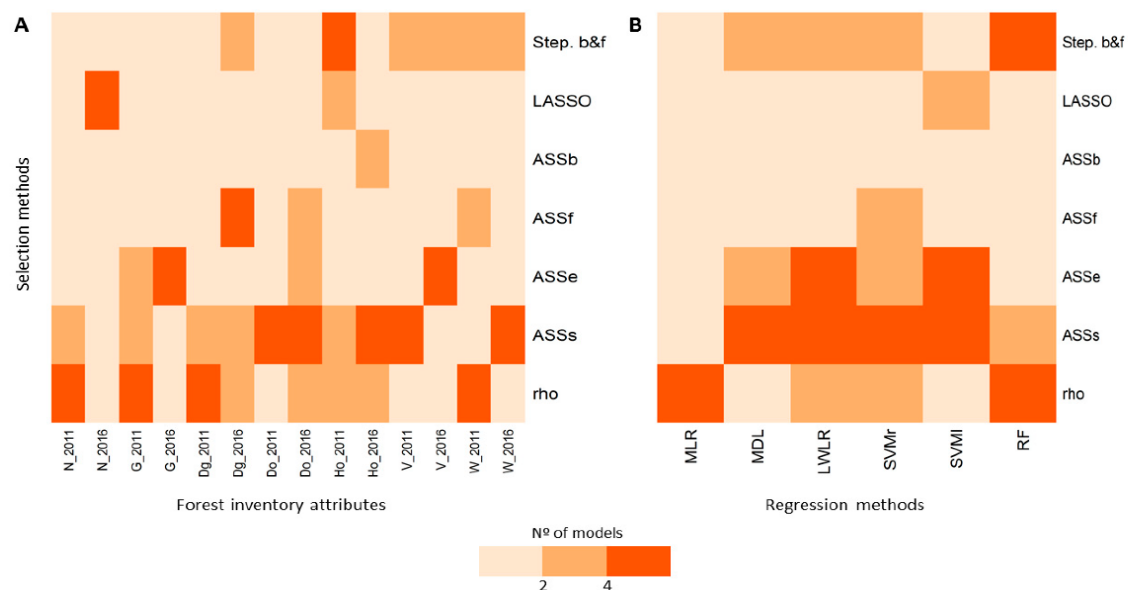 A
B
Selection methods
Step. b&f
LASSO
ASSb
ASSf
ASSe
ASSs
rho
N_2011
N_2016
G_2011
G_2016
Dg_2011
Dg_2016
Do_2011
Do_2016
Ho_2011
Ho_2016
V_2011
V_2016
W_2011
W_2016
Forest inventory attributes
Step. b&f
LASSO
ASSb
ASSf
ASSe
ASSs
rho
MLR
MDL
LWLR
SVMr
SVMl
RF
Regression methods
Nº of models
2 4